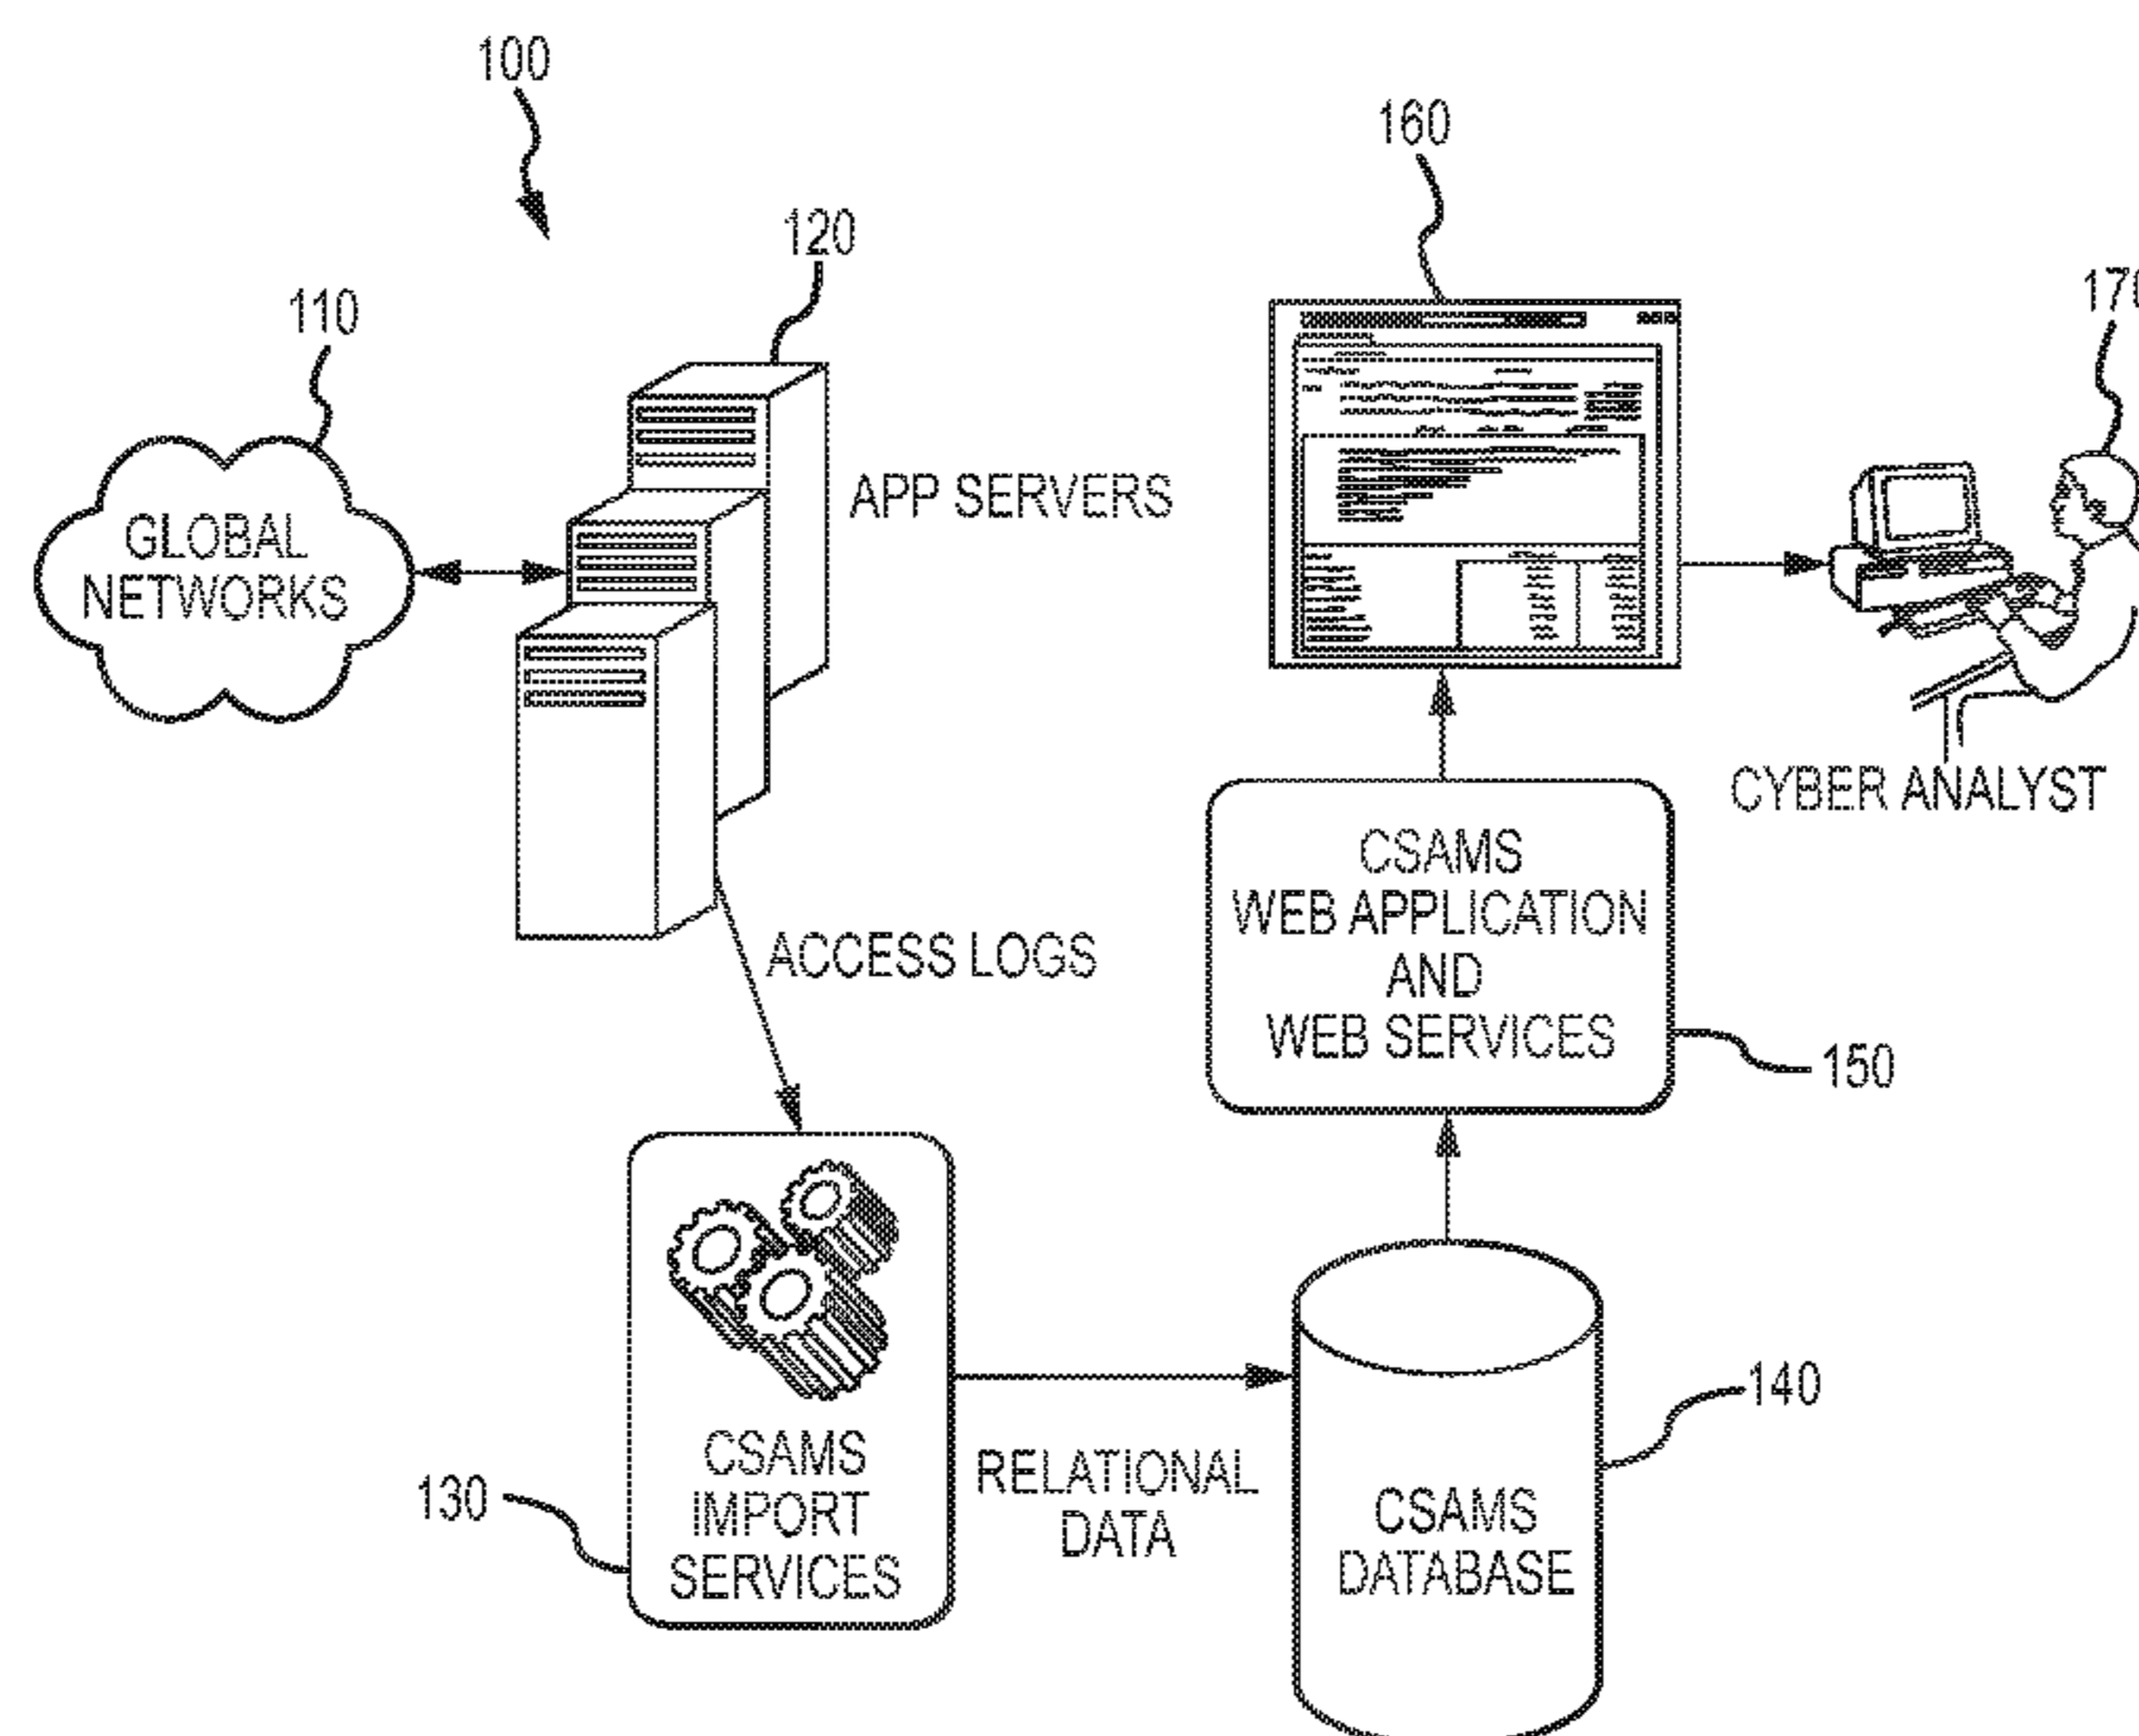 100
160
120
170
110
APP SERVERS
GLOBAL
NETWORKS
CYBER ANALYST
CSAMS
WEB APPLICATION
AND
WEB SERVICES
ACCESS LOGS
150
140
CSAMS
IMPORT
SERVICES
130
RELATIONAL
DATA
CSAMS
DATABASE